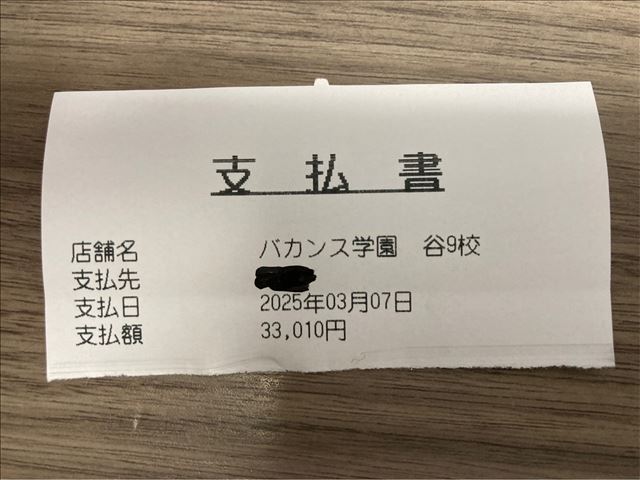 支払書
店舗名 バカンス学園 谷9校
支払先
支払日 2025年03月07日
支払額 33,010円